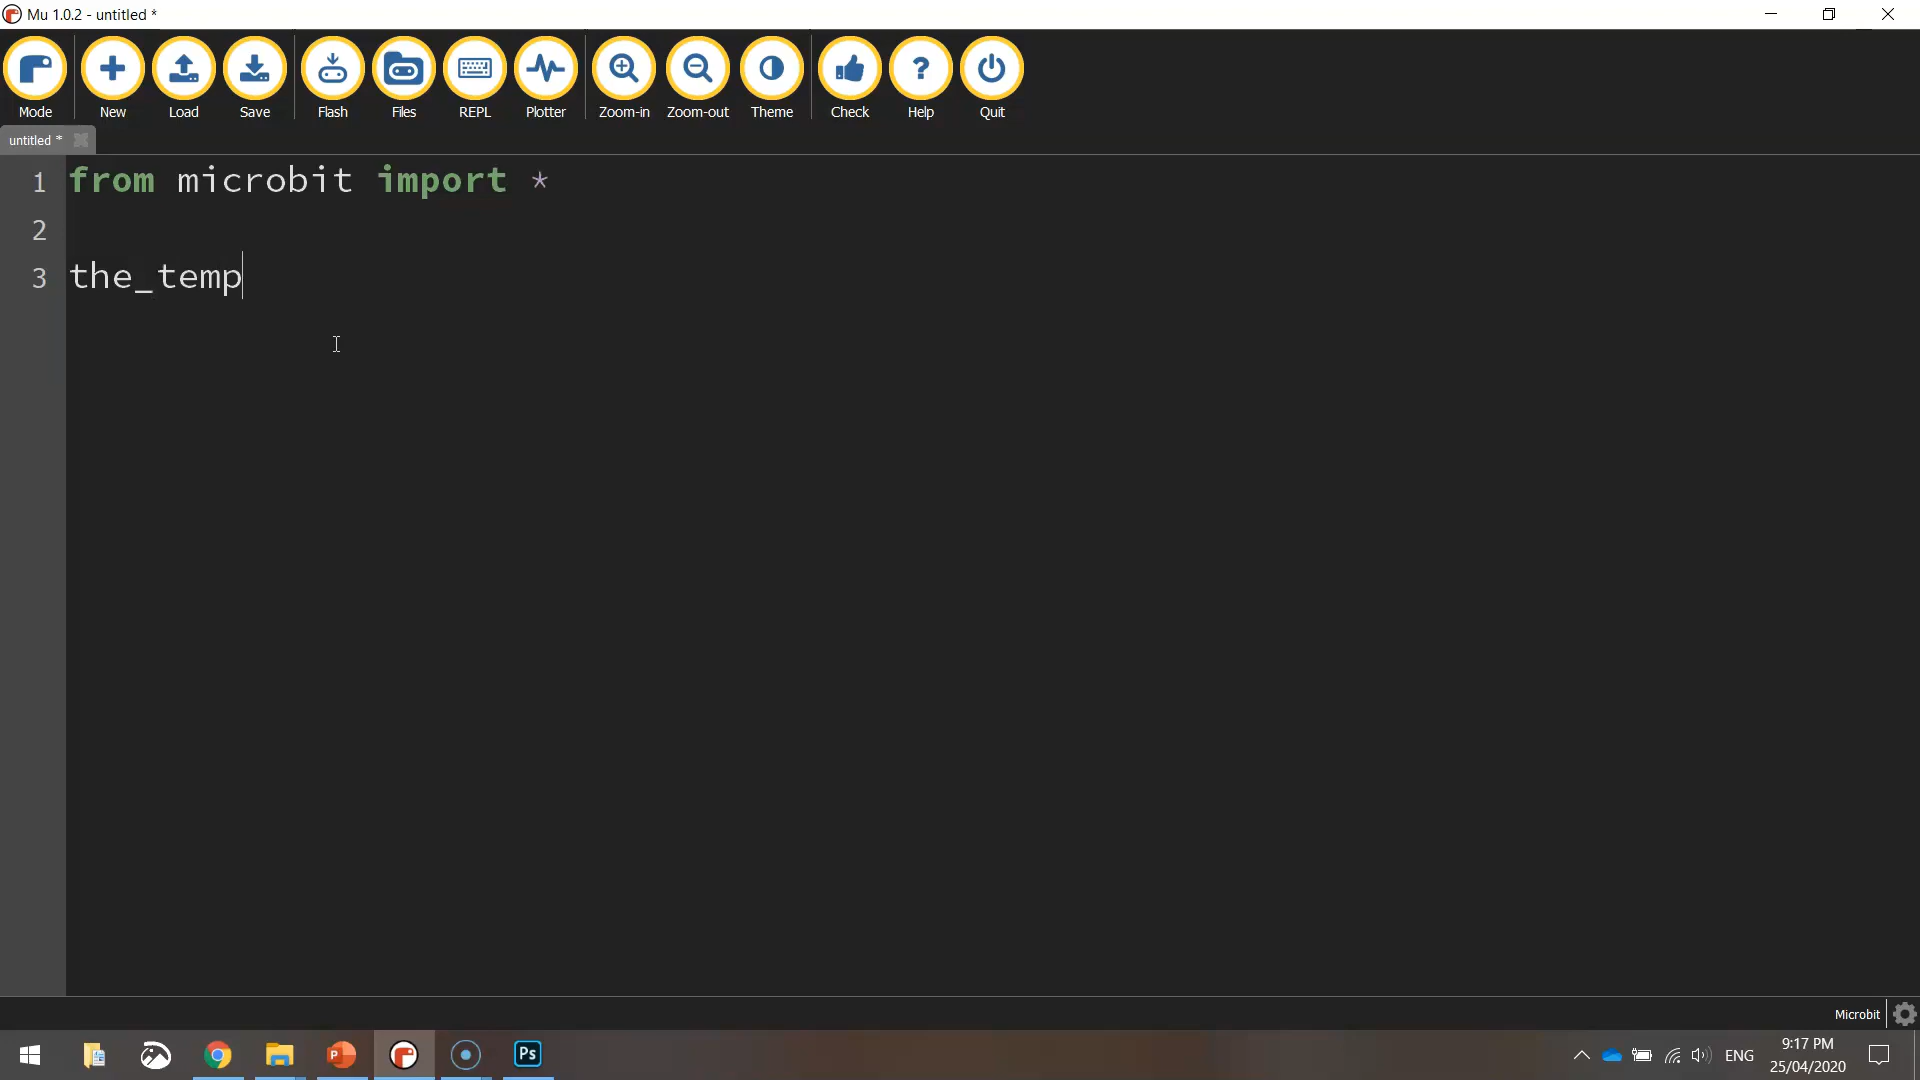 Mu 1.0.2 - untitled *
Mode New Load Save Flash Files REPL Plotter Zoom-in Zoom-out Theme Check Help Quit
untitled *
1 from microbit import *
2
3 the_temp
Microbit
P Ps ENG 9:17 PM
25/04/2020